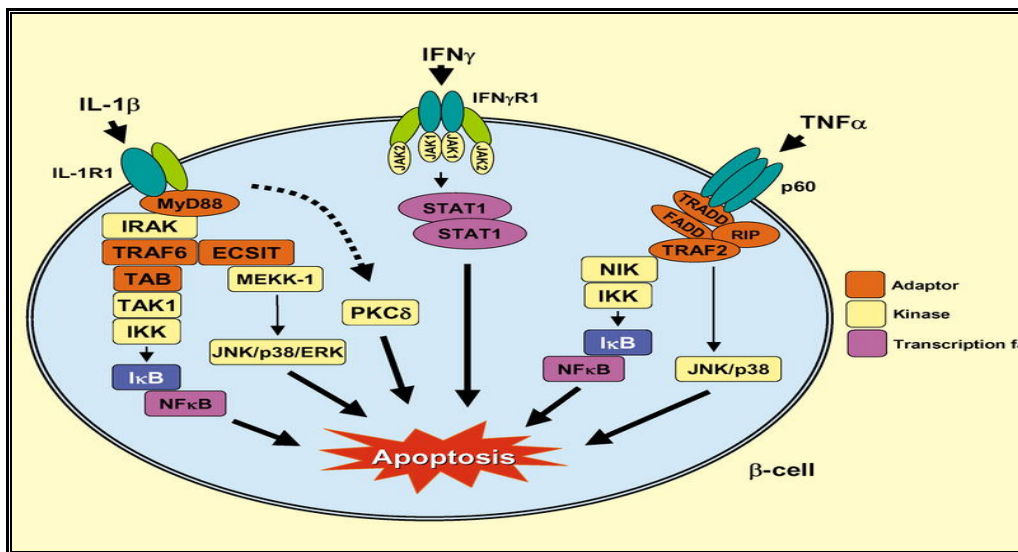 IFNγ
IFNγR1
IL-1β
IL-1R1
TNFα
p60
JAK2
JAK1
JAK1
JAK2
MyD88
IRAK
TRAF6
ECSIT
TAB
MEKK-1
TAK1
IKK
JNK/p38/ERK
IκB
NFκB
PKCδ
STAT1
STAT1
TRADD
FADD
RIP
TRAF2
NIK
IKK
IκB
NFκB
JNK/p38
Apoptosis
β-cell
Adaptor
Kinase
Transcription